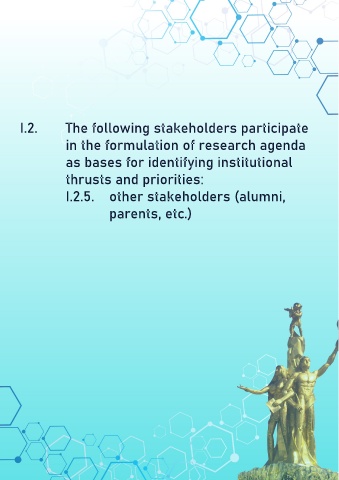 I.2. The following stakeholders participate
in the formulation of research agenda
as bases for identifying institutional
thrusts and priorities:
I.2.5. other stakeholders (alumni,
parents, etc.)